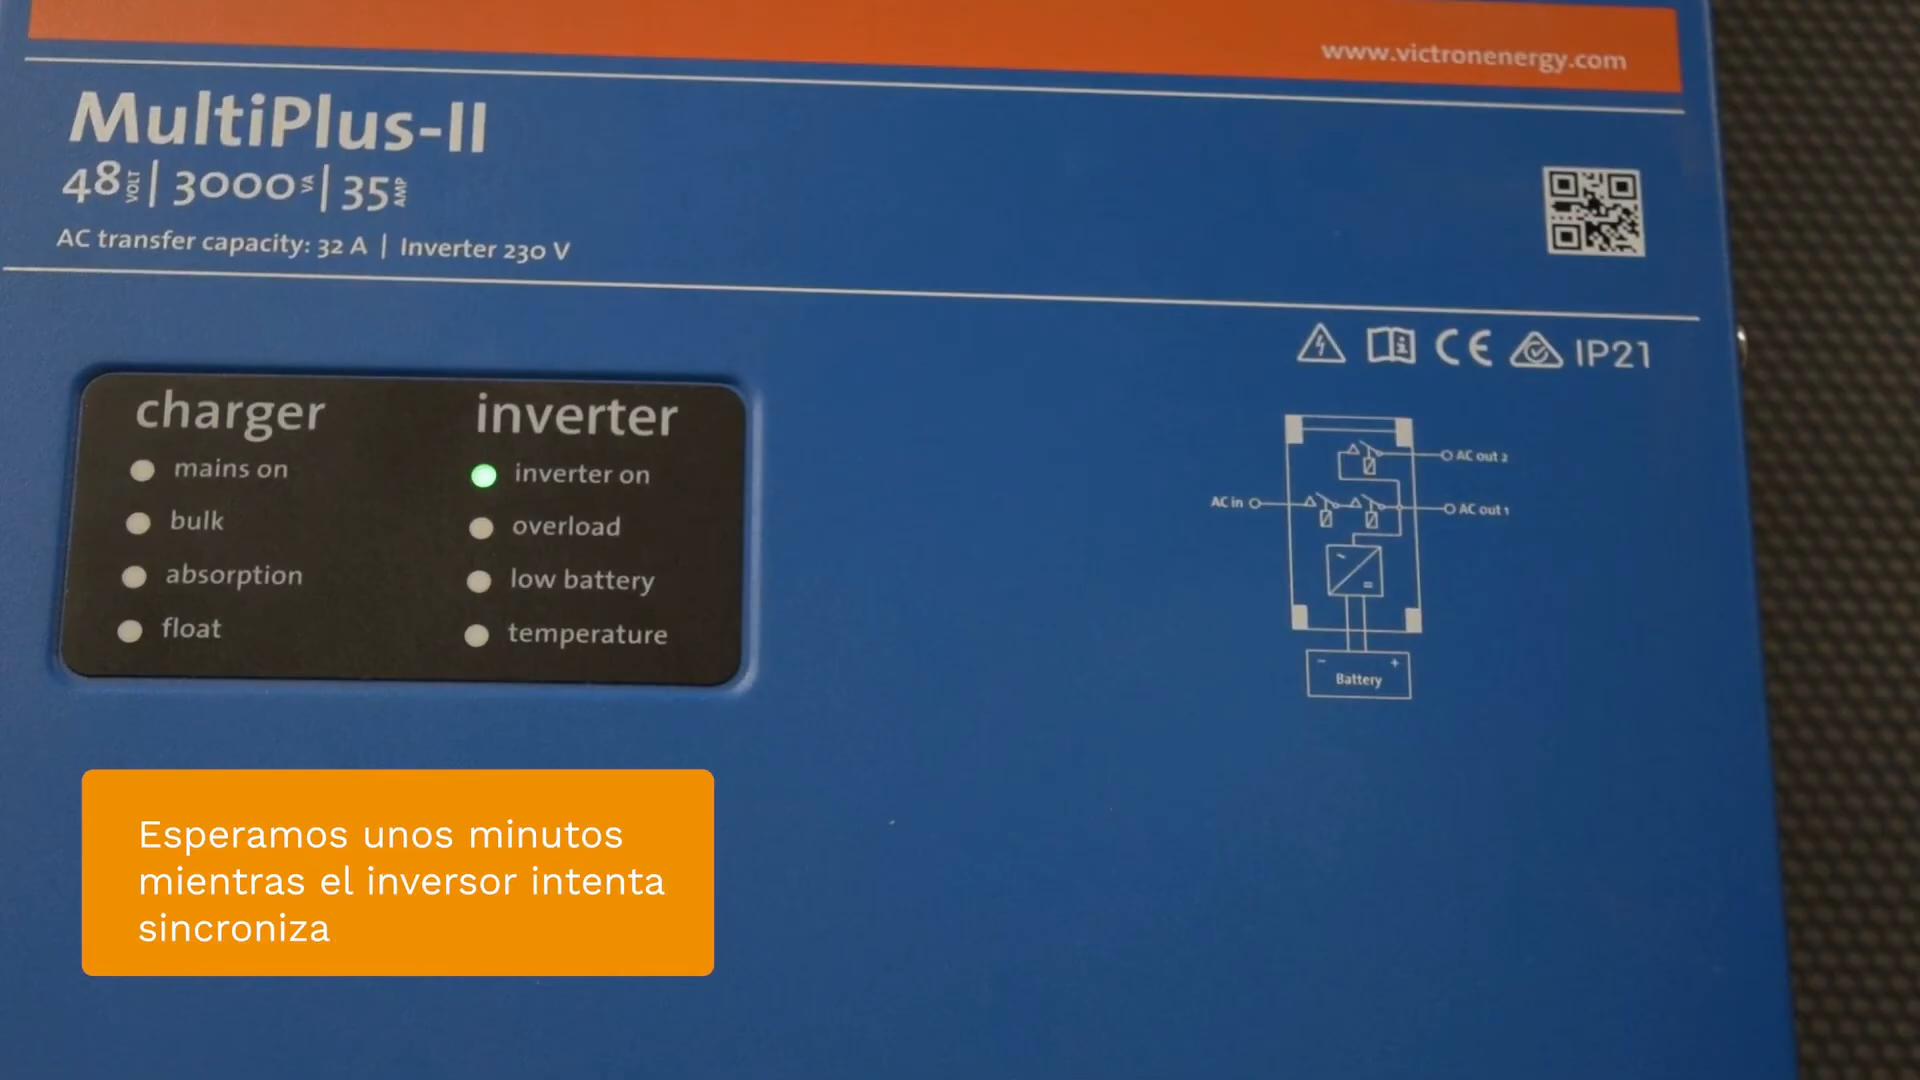 www.victronenergy.com
MultiPlus-II
48 VOLT | 3000 VA | 35 AMP
AC transfer capacity: 32 A | Inverter 230 V
CE IP21
charger
mains on
bulk
absorption
float
inverter
inverter on
overload
low battery
temperature
AC out 2
AC in
AC out 1
- +
Battery
Esperamos unos minutos
mientras el inversor intenta
sincroniza